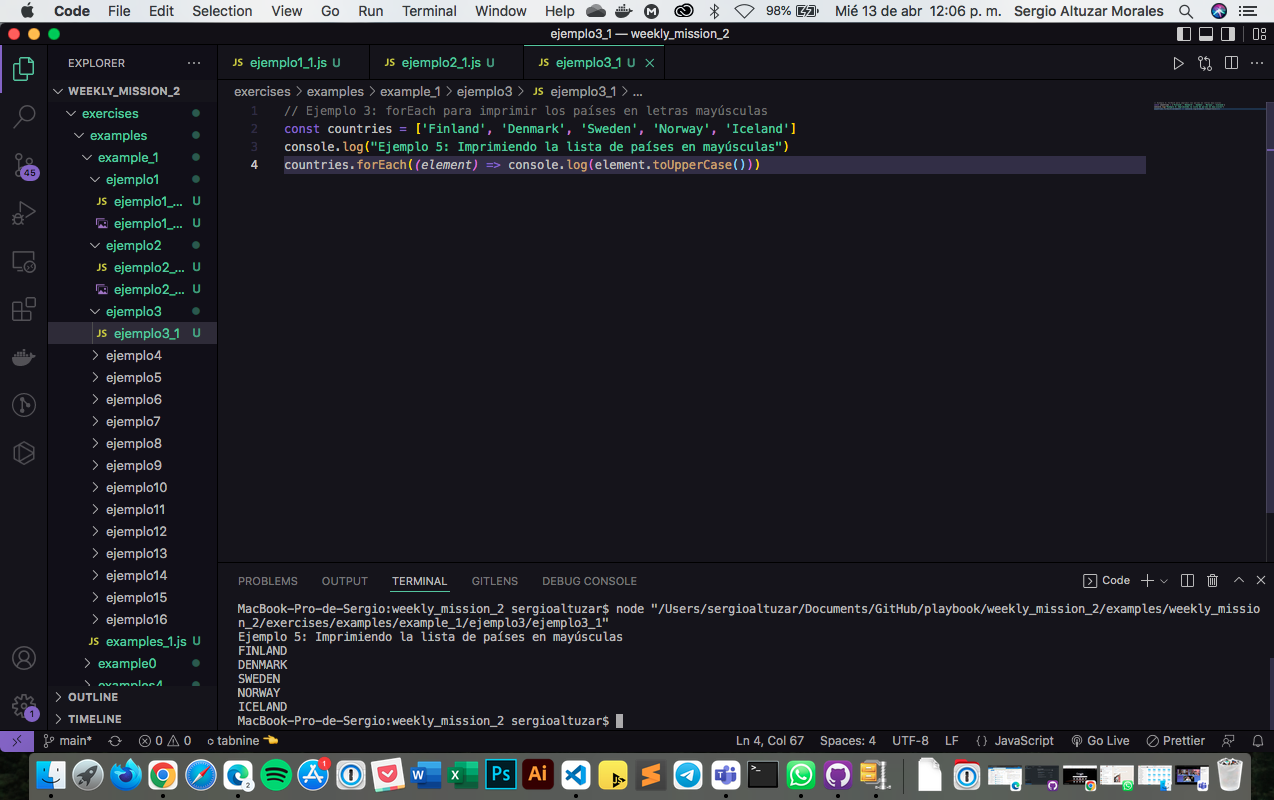 Code File Edit Selection View Go Run Terminal Window Help 98% Mié 13 de abr 12:06 p. m. Sergio Altuzar Morales
ejemplo3_1 — weekly_mission_2
EXPLORER ···
JS ejemplo1_1.js U JS ejemplo2_1.js U JS ejemplo3_1 U ×
WEEKLY_MISSION_2
exercises > examples > example_1 > ejemplo3 > JS ejemplo3_1 > ...
1 // Ejemplo 3: forEach para imprimir los países en letras mayúsculas
2 const countries = ['Finland', 'Denmark', 'Sweden', 'Norway', 'Iceland']
3 console.log("Ejemplo 5: Imprimiendo la lista de países en mayúsculas")
4 countries.forEach((element) => console.log(element.toUpperCase()))
exercises
examples
example_1
ejemplo1
JS ejemplo1_... U
ejemplo1_... U
ejemplo2
JS ejemplo2_... U
ejemplo2_... U
ejemplo3
JS ejemplo3_1 U
ejemplo4
ejemplo5
ejemplo6
ejemplo7
ejemplo8
ejemplo9
ejemplo10
ejemplo11
ejemplo12
ejemplo13
ejemplo14
ejemplo15
ejemplo16
JS examples_1.js U
example0
examples4
OUTLINE
TIMELINE
45
1
PROBLEMS OUTPUT TERMINAL GITLENS DEBUG CONSOLE Code
MacBook-Pro-de-Sergio:weekly_mission_2 sergioaltuzar$ node "/Users/sergioaltuzar/Documents/GitHub/playbook/weekly_mission_2/examples/weekly_missio
n_2/exercises/examples/example_1/ejemplo3/ejemplo3_1"
Ejemplo 5: Imprimiendo la lista de países en mayúsculas
FINLAND
DENMARK
SWEDEN
NORWAY
ICELAND
MacBook-Pro-de-Sergio:weekly_mission_2 sergioaltuzar$
main* 0 0 tabnine Ln 4, Col 67 Spaces: 4 UTF-8 LF {} JavaScript Go Live Prettier
2 1 W X Ps Ai